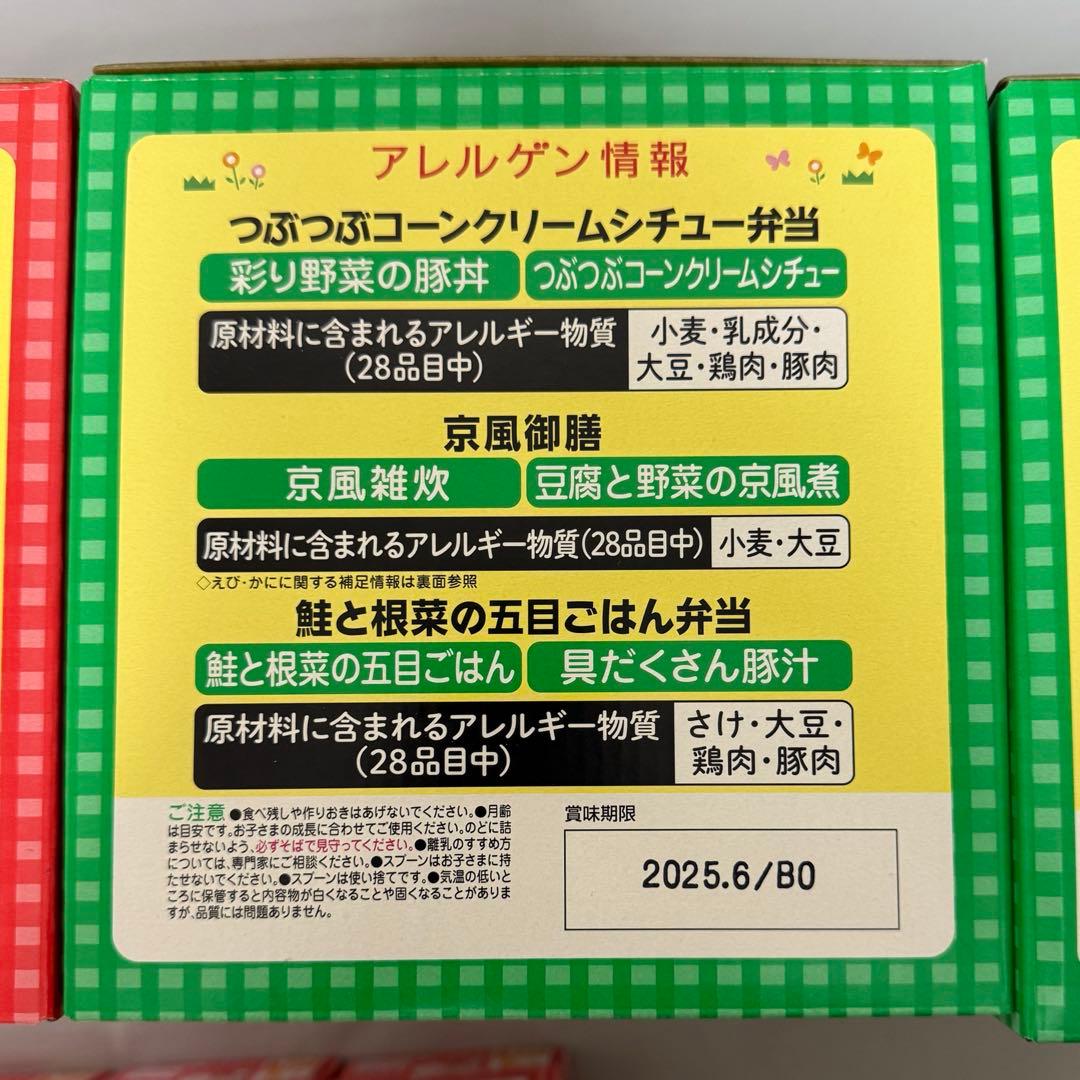 アレルゲン情報
つぶつぶコーンクリームシチュー弁当
彩り野菜の豚丼
つぶつぶコーンクリームシチュー
原材料に含まれるアレルギー物質
(28品目中)
小麦・乳成分・
大豆・鶏肉・豚肉
京風御膳
京風雑炊
豆腐と野菜の京風煮
原材料に含まれるアレルギー物質(28品目中)
小麦・大豆
◇えび・かにに関する補足情報は裏面参照
鮭と根菜の五目ごはん弁当
鮭と根菜の五目ごはん
具だくさん豚汁
原材料に含まれるアレルギー物質
(28品目中)
さけ・大豆・
鶏肉・豚肉
ご注意 ●食べ残しや作りおきはあげないでください。●月齢
は目安です。お子さまの成長に合わせてご使用ください。のどに詰
まらせないよう、必ずそばで見守ってください。●離乳のすすめ方
については、専門家にご相談ください。●スプーンはお子さまに持
たせないでください。●スプーンは使い捨てです。●気温の低いと
ころに保管すると内容物が白くなることや固くなることがありま
すが、品質には問題ありません。
賞味期限
2025.6/BO